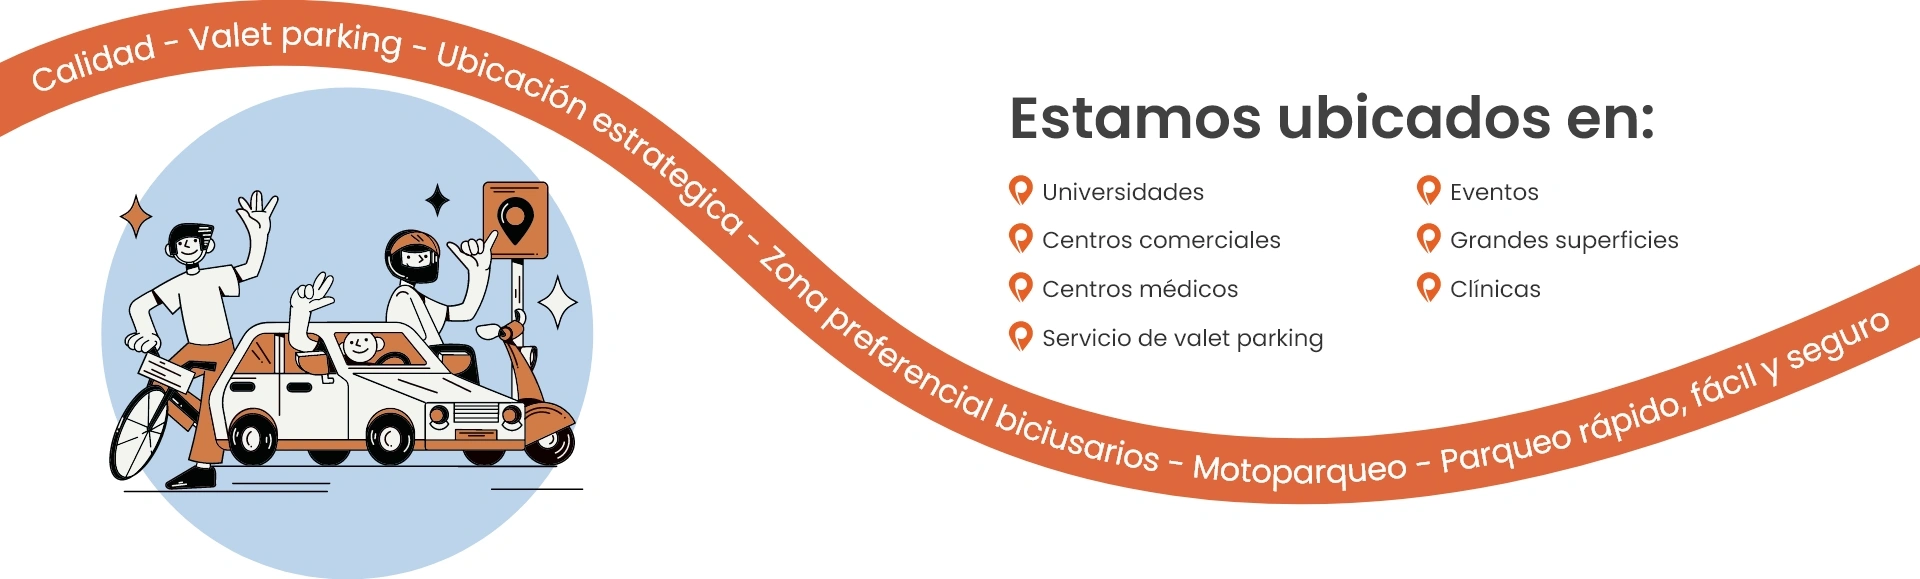 Calidad - Valet parking - Ubicación estrategica - Zona preferencial biciusarios - Motoparqueo - Parqueo rápido, fácil y seguro
Estamos ubicados en:
Universidades
Centros comerciales
Centros médicos
Servicio de valet parking
Eventos
Grandes superficies
Clínicas